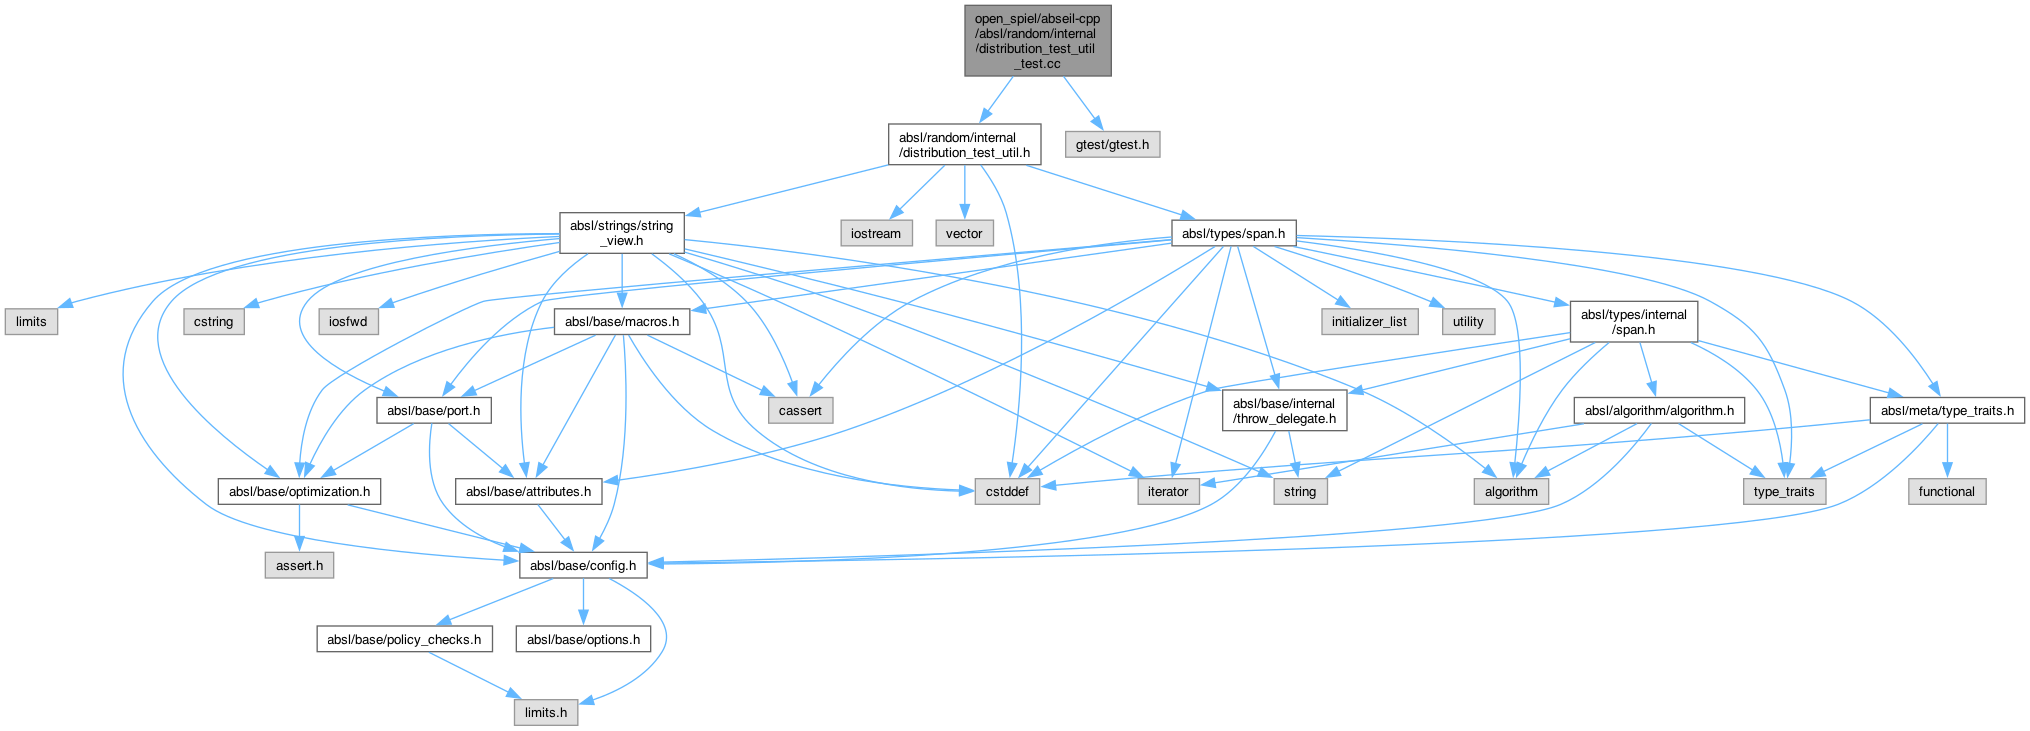 open_spiel/abseil-cpp
/absl/random/internal
/distribution_test_util
_test.cc
absl/random/internal
/distribution_test_util.h
gtest/gtest.h
absl/strings/string
_view.h
iostream
vector
absl/types/span.h
limits
cstring
iosfwd
absl/base/macros.h
initializer_list
utility
absl/types/internal
/span.h
absl/base/port.h
cassert
absl/base/internal
/throw_delegate.h
absl/algorithm/algorithm.h
absl/meta/type_traits.h
absl/base/optimization.h
absl/base/attributes.h
cstddef
iterator
string
algorithm
type_traits
functional
assert.h
absl/base/config.h
absl/base/policy_checks.h
absl/base/options.h
limits.h